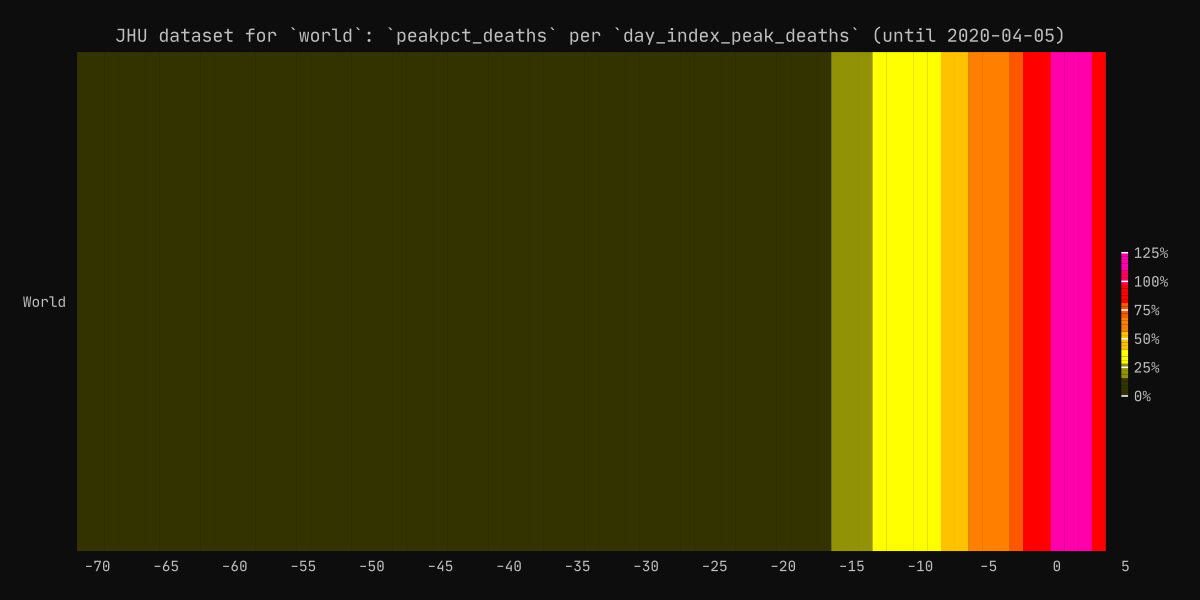 JHU dataset for `world`: `peakpct_deaths` per `day_index_peak_deaths` (until 2020-04-05)
125%
100%
75%
50%
25%
0%
World
-70 -65 -60 -55 -50 -45 -40 -35 -30 -25 -20 -15 -10 -5 0 5